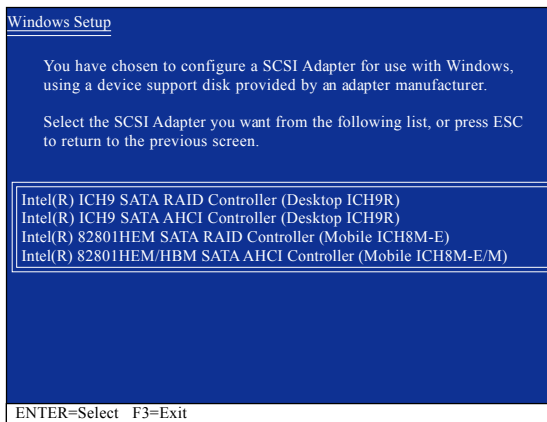 Windows Setup
You have chosen to configure a SCSI Adapter for use with Windows,
using a device support disk provided by an adapter manufacturer.
Select the SCSI Adapter you want from the following list, or press ESC
to return to the previous screen.
Intel(R) ICH9 SATA RAID Controller (Desktop ICH9R)
Intel(R) ICH9 SATA AHCI Controller (Desktop ICH9R)
Intel(R) 82801HEM SATA RAID Controller (Mobile ICH8M-E)
Intel(R) 82801HEM/HBM SATA AHCI Controller (Mobile ICH8M-E/M)
ENTER=Select F3=Exit